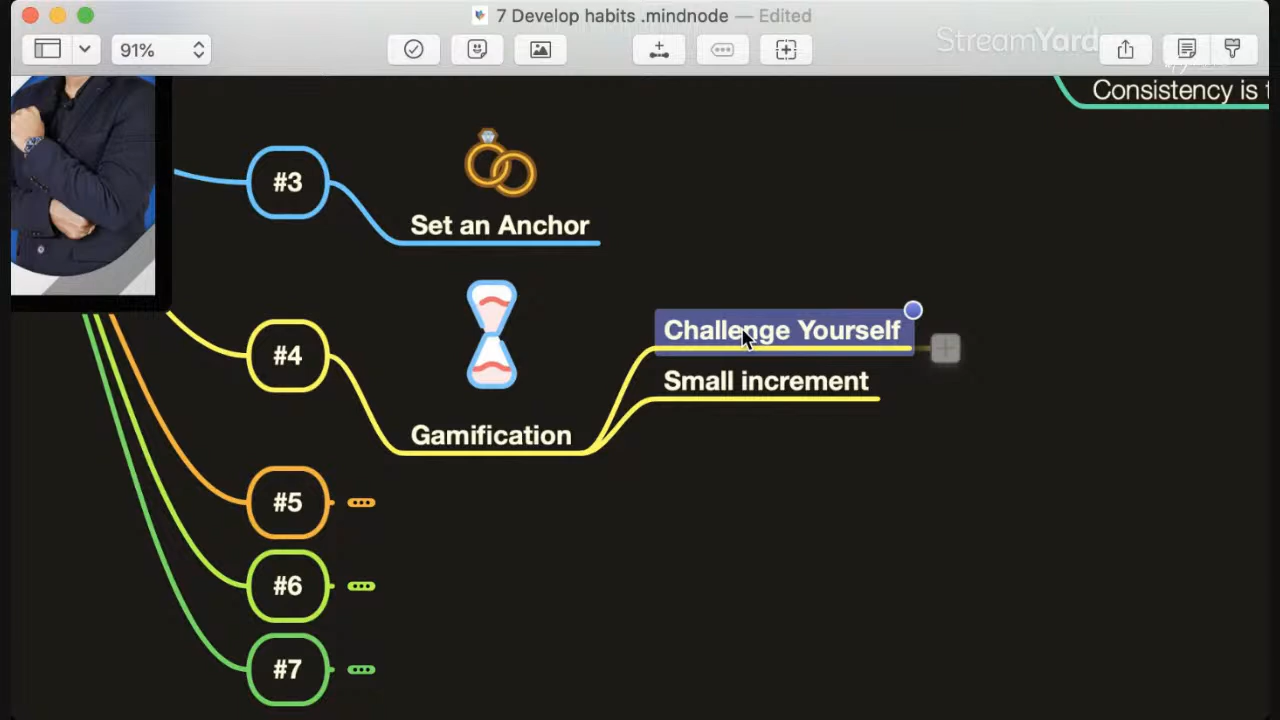 7 Develop habits .mindnode — Edited
91%
StreamYard
Consistency is
#3
Set an Anchor
#4
Challenge Yourself
Small increment
Gamification
#5
#6
#7